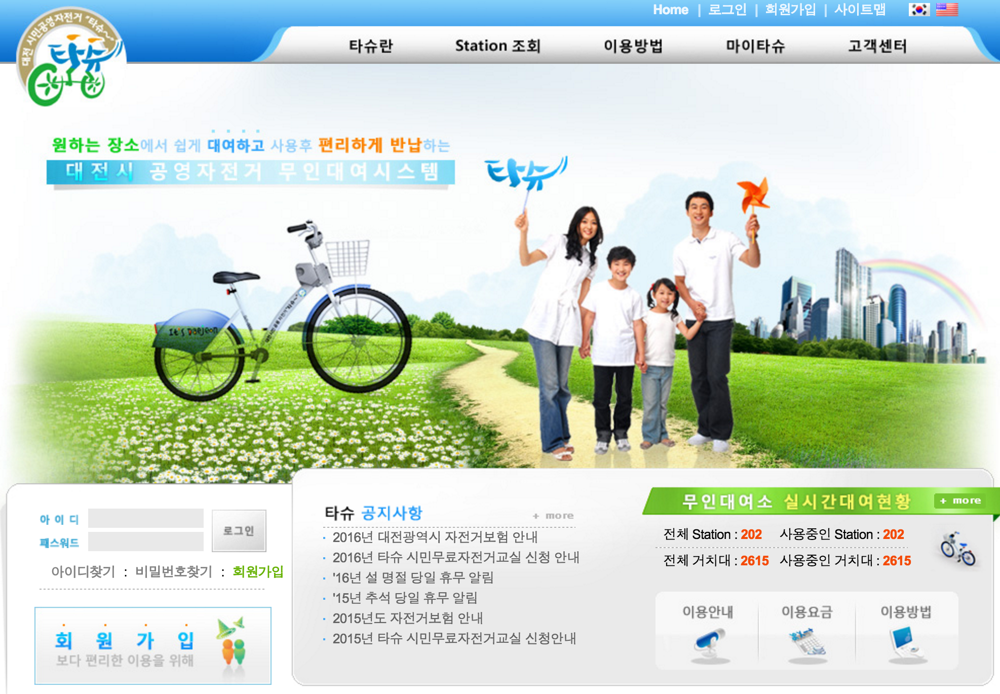 Home | 로그인 | 회원가입 | 사이트맵
대전 시민공영자전거 "타슈~"
타슈
타슈란 Station 조회 이용방법 마이타슈 고객센터
원하는 장소에서 쉽게 대여하고 사용후 편리하게 반납하는
대전시 공영자전거 무인대여시스템
타슈
It's Daejeon
아이디
패스워드
로그인
아이디찾기 : 비밀번호찾기 : 회원가입
회원가입
보다 편리한 이용을 위해
타슈 공지사항 + more
2016년 대전광역시 자전거보험 안내
2016년 타슈 시민무료자전거교실 신청 안내
'16년 설 명절 당일 휴무 알림
'15년 추석 당일 휴무 알림
2015년도 자전거보험 안내
2015년 타슈 시민무료자전거교실 신청안내
무인대여소 실시간대여현황 + more
전체 Station : 202 사용중인 Station : 202
전체 거치대 : 2615 사용중인 거치대 : 2615
이용안내 이용요금 이용방법